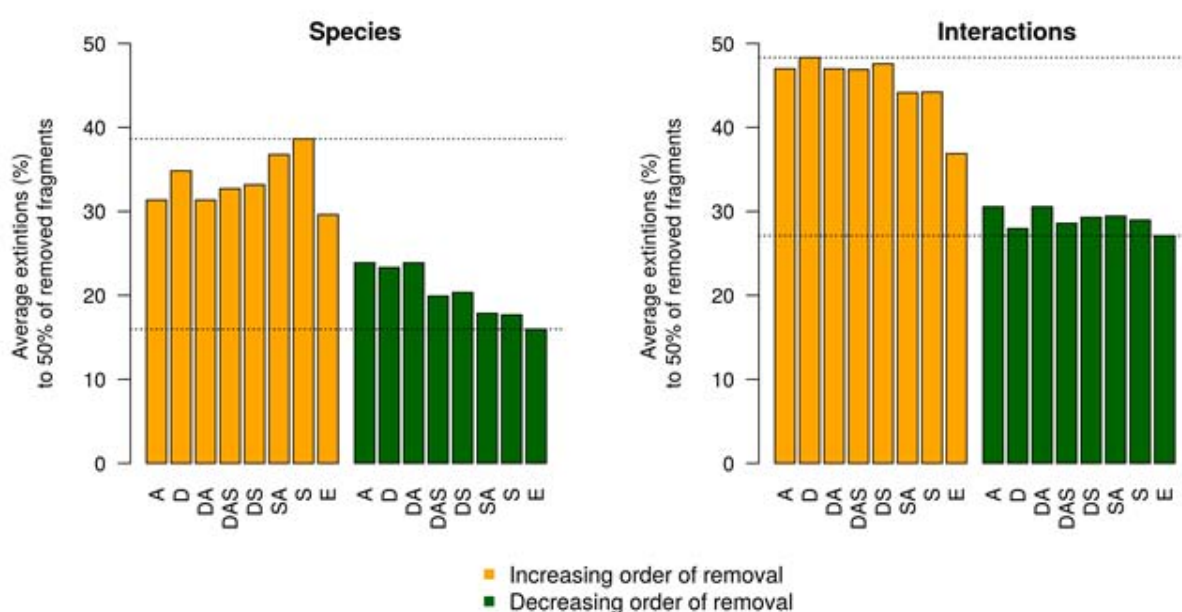 Species
Average extintions (%)
to 50% of removed fragments
50
40
30
20
10
0
A D DA DAS DS SA S E A D DA DAS DS SA S E
Interactions
Average extintions (%)
to 50% of removed fragments
50
40
30
20
10
0
A D DA DAS DS SA S E A D DA DAS DS SA S E
Increasing order of removal
Decreasing order of removal